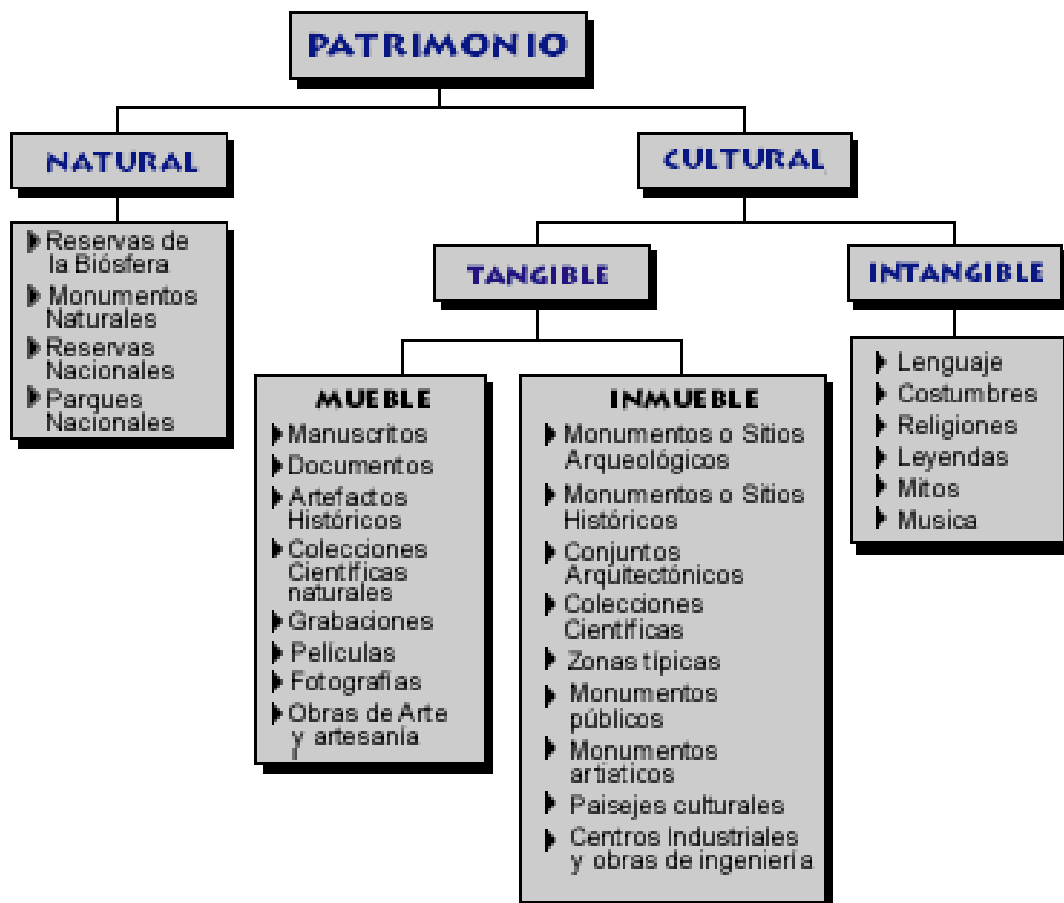 PATRIMONIO
NATURAL
Reservas de
la Biósfera
Monumentos
Naturales
Reservas
Nacionales
Parques
Nacionales
CULTURAL
TANGIBLE
MUEBLE
Manuscritos
Documentos
Artefactos
Históricos
Colecciones
Científicas
naturales
Grabaciones
Películas
Fotografías
Obras de Arte
y artesanía
INMUEBLE
Monumentos o Sitios
Arqueológicos
Monumentos o Sitios
Históricos
Conjuntos
Arquitectónicos
Colecciones
Científicas
Zonas típicas
Monumentos
públicos
Monumentos
artiaticos
Paisejes culturales
Centros Industriales
y obras de ingeniería
INTANGIBLE
Lenguaje
Costumbres
Religiones
Leyendas
Mitos
Musica